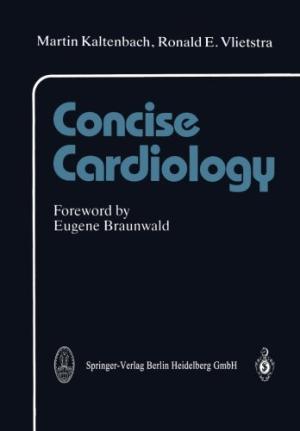 Martin Kaltenbach, Ronald E. Vlietstra
Concise
Cardiology
Foreword by
Eugene Braunwald
Springer-Verlag Berlin Heidelberg GmbH